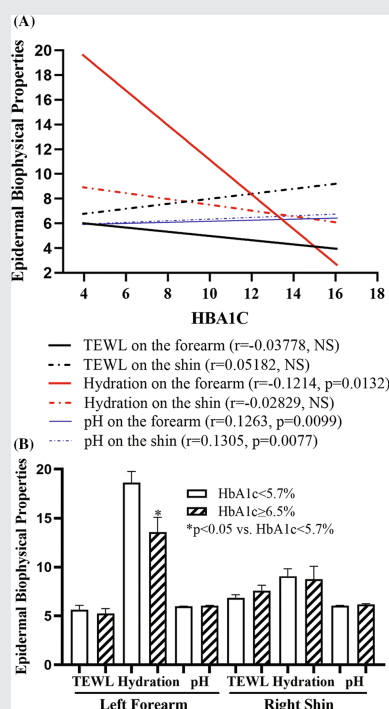 (A)
Epidermal Biophysical Properties
20
18
16
14
12
10
8
6
4
2
4 6 8 10 12 14 16 18
HBA1C
TEWL on the forearm (r=-0.03778, NS)
TEWL on the shin (r=0.05182, NS)
Hydration on the forearm (r=-0.1214, p=0.0132)
Hydration on the shin (r=-0.02829, NS)
pH on the forearm (r=0.1263, p=0.0099)
pH on the shin (r=0.1305, p=0.0077)
(B)
Epidermal Biophysical Properties
20
15
10
5
0
HbA1c<5.7%
HbA1c≥6.5%
*p<0.05 vs. HbA1c<5.7%
*
TEWL Hydration pH TEWL Hydration pH
Left Forearm Right Shin